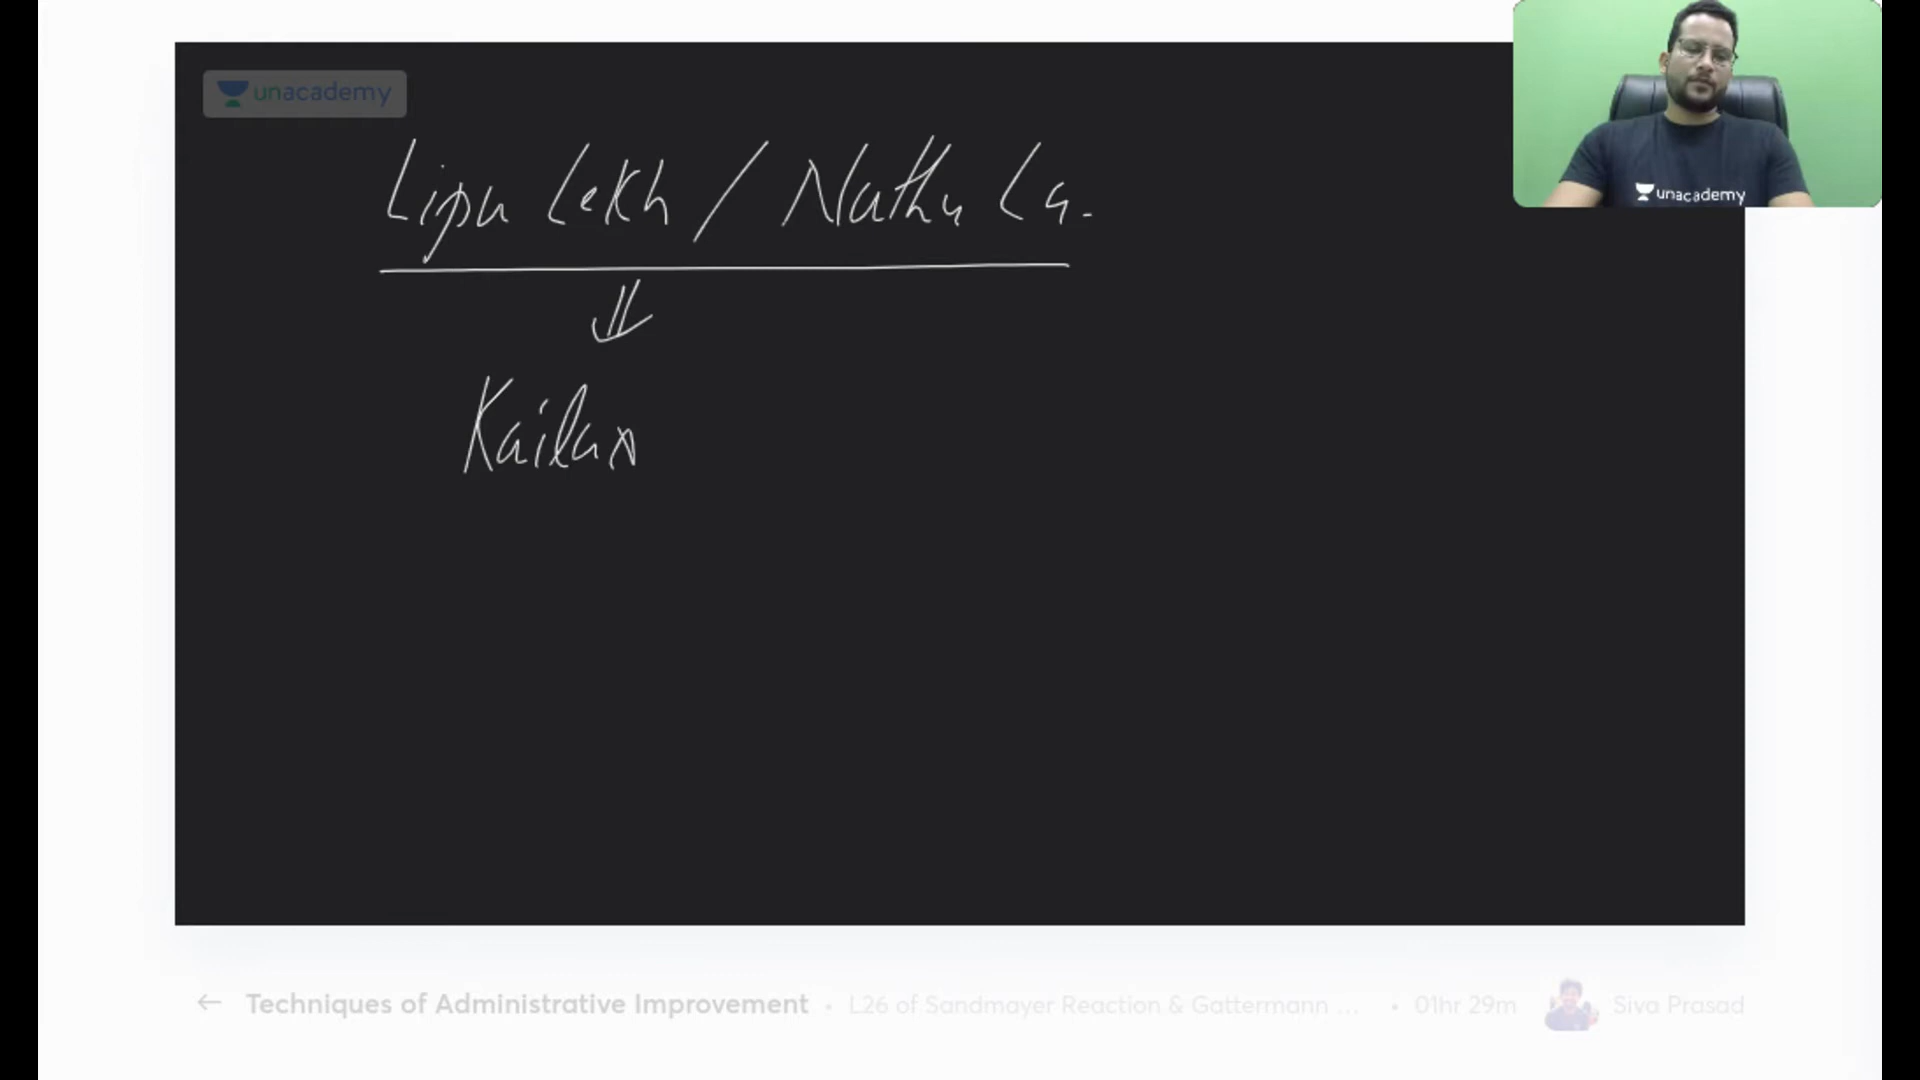 unacademy
Lipu Lekh / Nathu La.
Kailas
unacademy
Techniques of Administrative Improvement • L26 of Sandmayer Reaction & Gattermann ... • 01hr 29m Siva Prasad